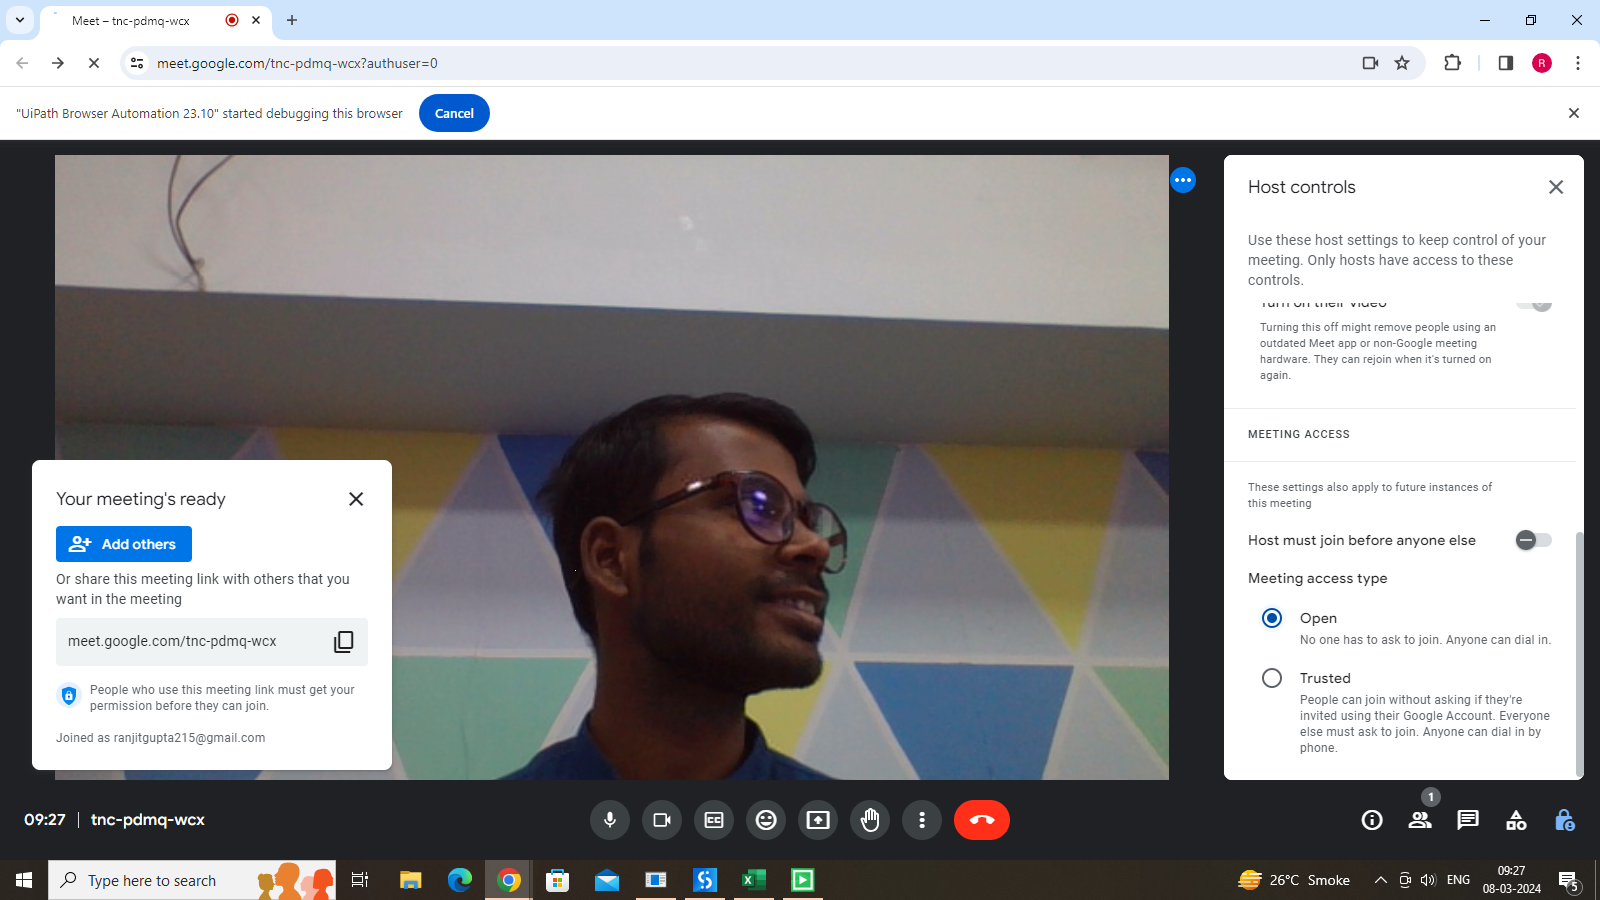 Meet – tnc-pdmq-wcx
meet.google.com/tnc-pdmq-wcx?authuser=0
R
"UiPath Browser Automation 23.10" started debugging this browser
Cancel
Host controls
Use these host settings to keep control of your
meeting. Only hosts have access to these
controls.
Turn on their video
Turning this off might remove people using an
outdated Meet app or non-Google meeting
hardware. They can rejoin when it's turned on
again.
MEETING ACCESS
These settings also apply to future instances of
this meeting
Host must join before anyone else
Meeting access type
Open
No one has to ask to join. Anyone can dial in.
Trusted
People can join without asking if they're
invited using their Google Account. Everyone
else must ask to join. Anyone can dial in by
phone.
Your meeting's ready
Add others
Or share this meeting link with others that you
want in the meeting
meet.google.com/tnc-pdmq-wcx
People who use this meeting link must get your
permission before they can join.
Joined as ranjitgupta215@gmail.com
09:27 | tnc-pdmq-wcx
CC
1
Type here to search
26°C Smoke
ENG
09:27
08-03-2024
5